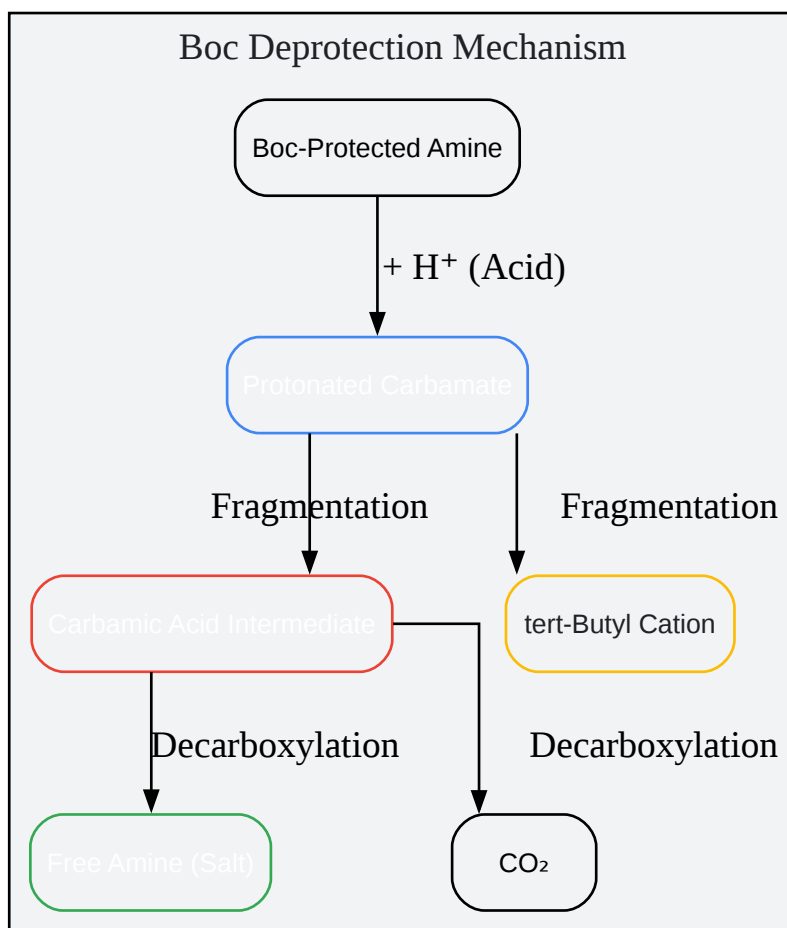 Boc Deprotection Mechanism
Boc-Protected Amine
+ H⁺ (Acid)
Protonated Carbamate
Fragmentation
Fragmentation
Carbamic Acid Intermediate
tert-Butyl Cation
Decarboxylation
Decarboxylation
Free Amine (Salt)
CO₂